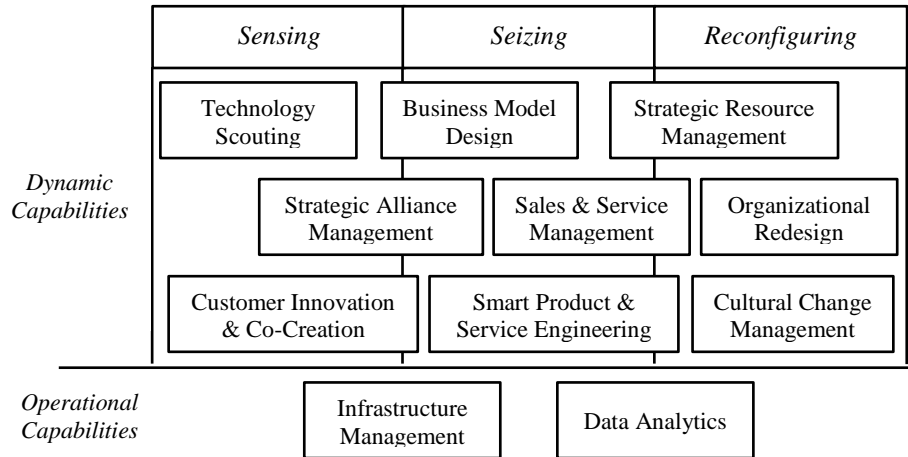 Sensing
Seizing
Reconfiguring
Technology
Scouting
Business Model
Design
Strategic Resource
Management
Dynamic
Capabilities
Strategic Alliance
Management
Sales & Service
Management
Organizational
Redesign
Customer Innovation
& Co-Creation
Smart Product &
Service Engineering
Cultural Change
Management
Operational
Capabilities
Infrastructure
Management
Data Analytics